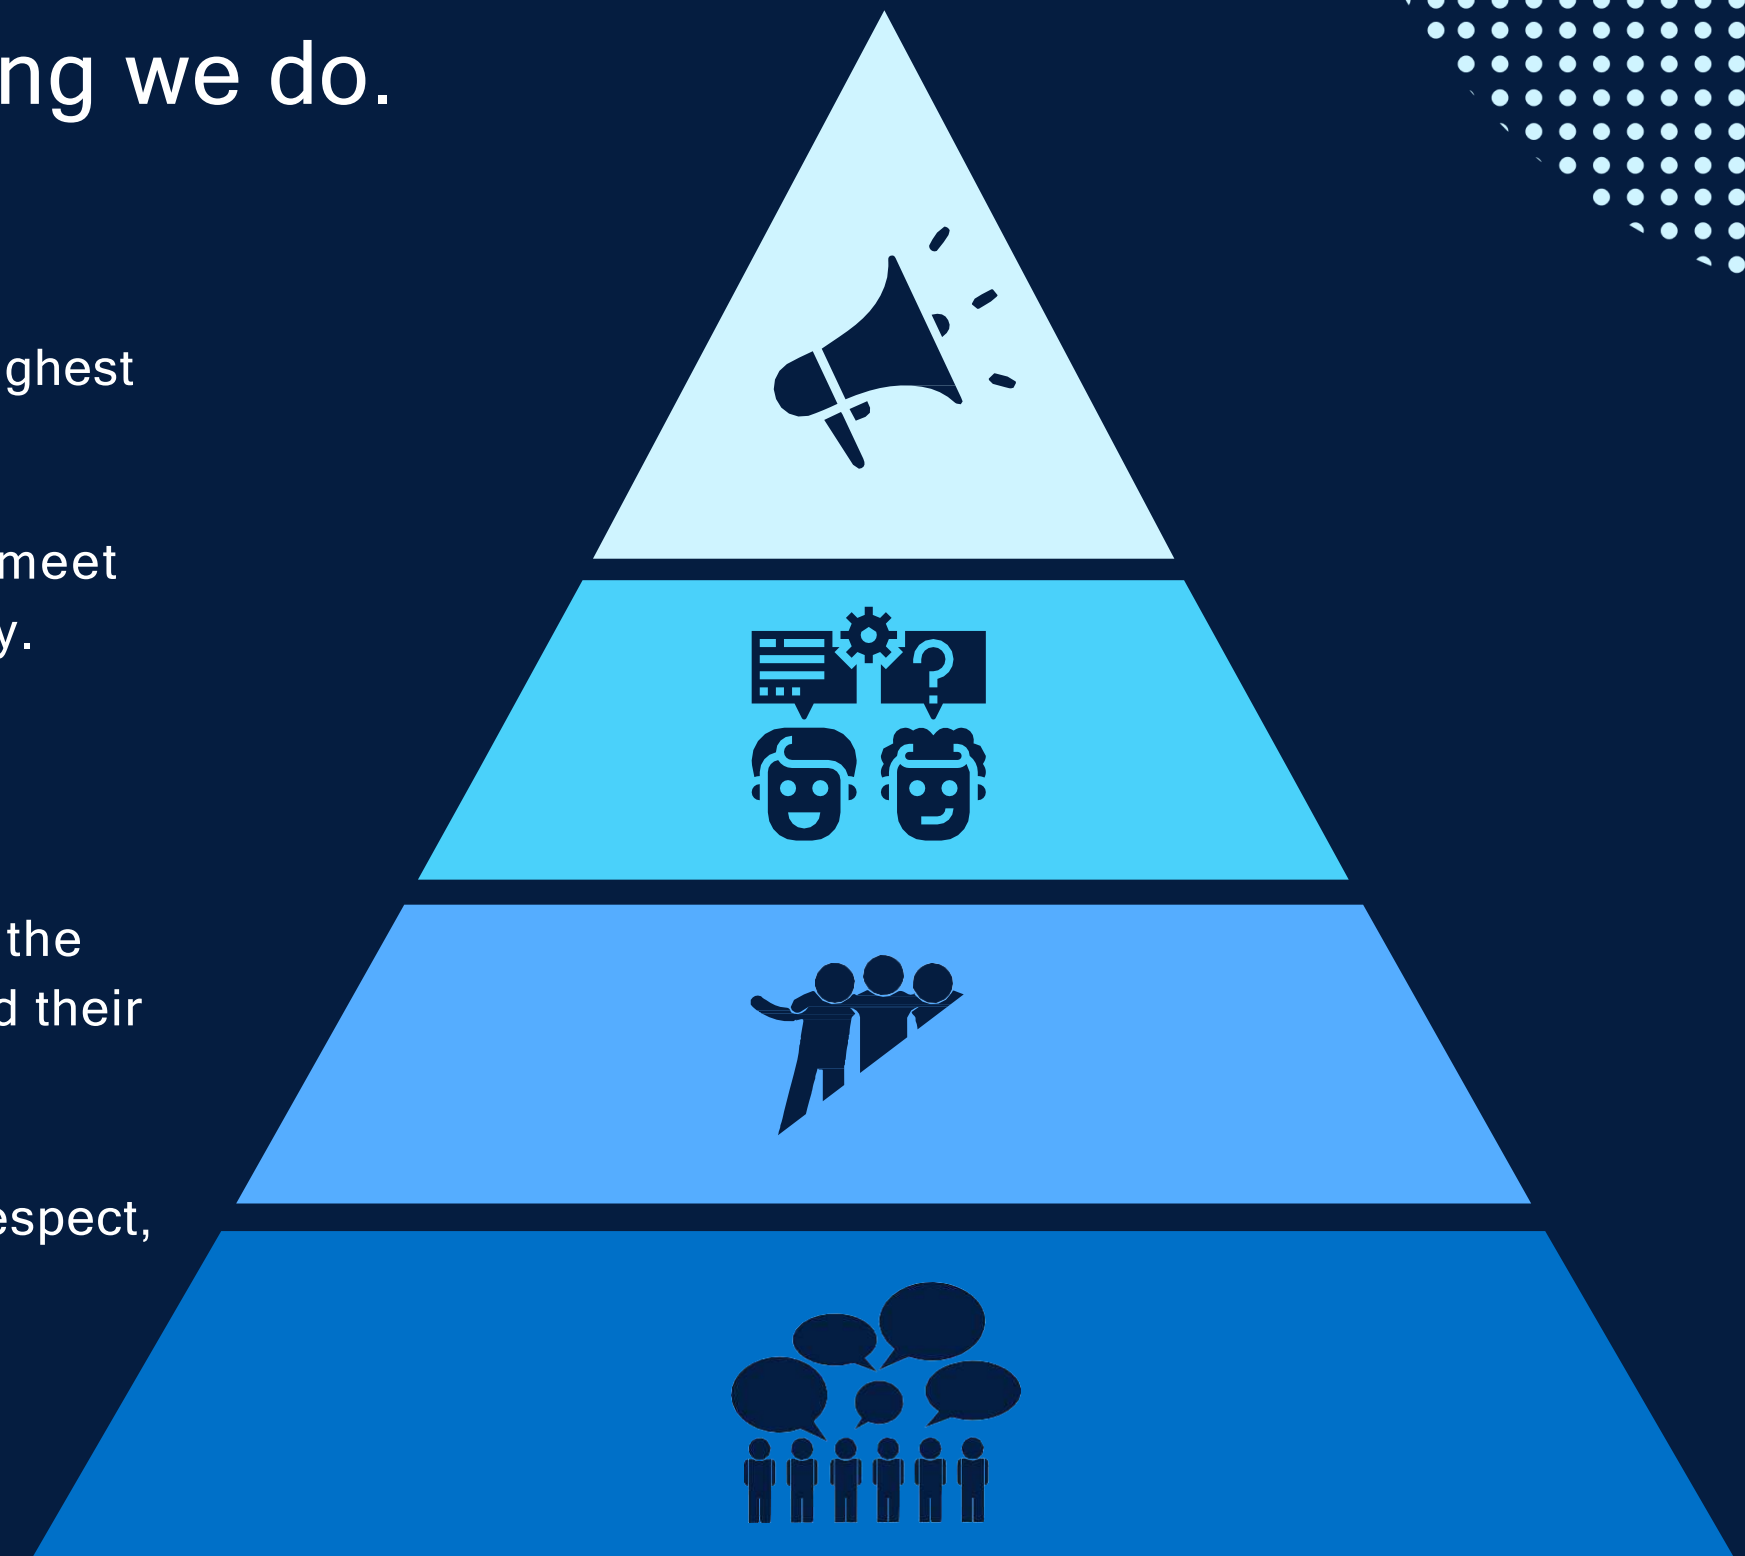 ng we do.
ghest
meet
y.
the
d their
espect,
?